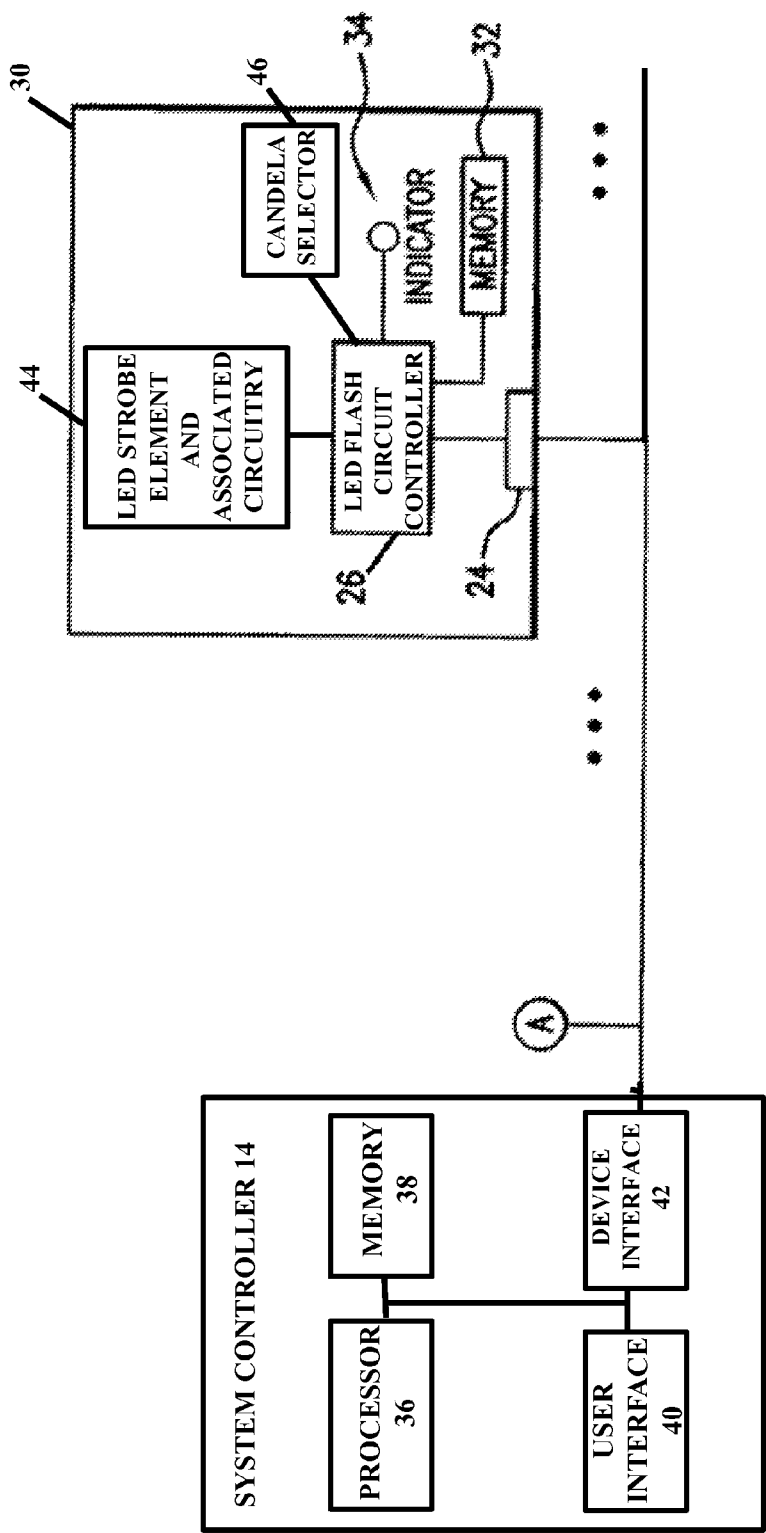 SYSTEM CONTROLLER 14
PROCESSOR
36
MEMORY
38
USER
INTERFACE
40
DEVICE
INTERFACE
42
A
30
44
LED STROBE
ELEMENT
AND
ASSOCIATED
CIRCUITRY
46
CANDELA
SELECTOR
34
INDICATOR
LED FLASH
CIRCUIT
CONTROLLER
26
MEMORY
32
24